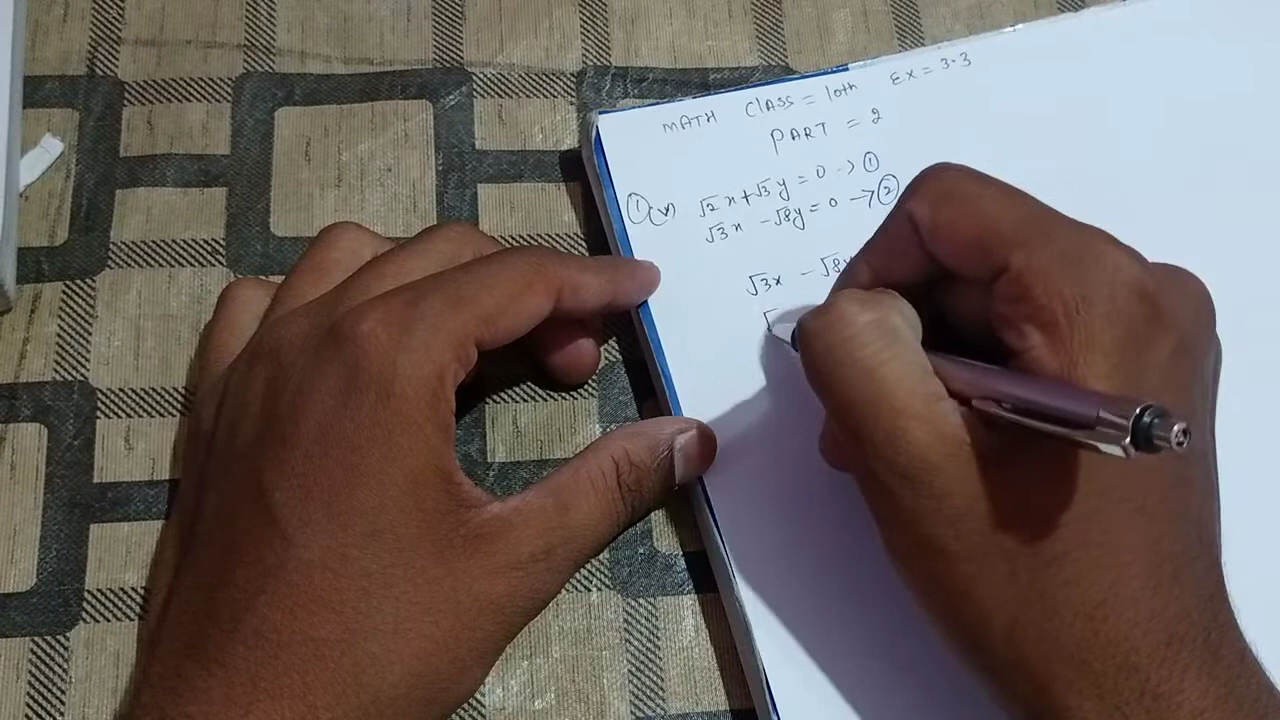 MATH CLASS = 10th EX = 3.3
PART = 2
①(v) √2x+√3y = 0 -> ①
√3x - √8y = 0 -> ②
√3x - √8y
√